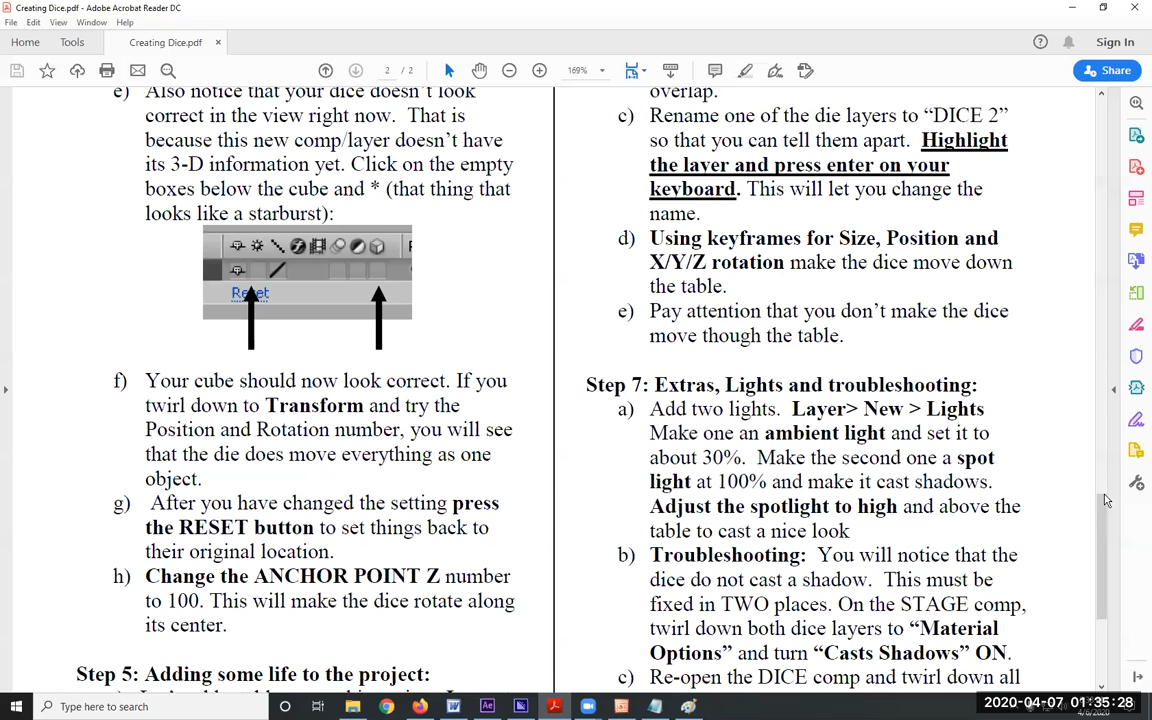 Creating Dice.pdf - Adobe Acrobat Reader DC
File Edit View Window Help
Home Tools Creating Dice.pdf × Sign In
2 / 2 169% Share
e) Also notice that your dice doesn't look
correct in the view right now. That is
because this new comp/layer doesn't have
its 3-D information yet. Click on the empty
boxes below the cube and * (that thing that
looks like a starburst):
Reset
f) Your cube should now look correct. If you
twirl down to Transform and try the
Position and Rotation number, you will see
that the die does move everything as one
object.
g) After you have changed the setting press
the RESET button to set things back to
their original location.
h) Change the ANCHOR POINT Z number
to 100. This will make the dice rotate along
its center.
Step 5: Adding some life to the project:
overlap.
c) Rename one of the die layers to “DICE 2”
so that you can tell them apart. Highlight
the layer and press enter on your
keyboard. This will let you change the
name.
d) Using keyframes for Size, Position and
X/Y/Z rotation make the dice move down
the table.
e) Pay attention that you don't make the dice
move though the table.
Step 7: Extras, Lights and troubleshooting:
a) Add two lights. Layer> New > Lights
Make one an ambient light and set it to
about 30%. Make the second one a spot
light at 100% and make it cast shadows.
Adjust the spotlight to high and above the
table to cast a nice look
b) Troubleshooting: You will notice that the
dice do not cast a shadow. This must be
fixed in TWO places. On the STAGE comp,
twirl down both dice layers to “Material
Options” and turn “Casts Shadows” ON.
c) Re-open the DICE comp and twirl down all
Type here to search
2020-04-07 01:35:28
4/6/2020